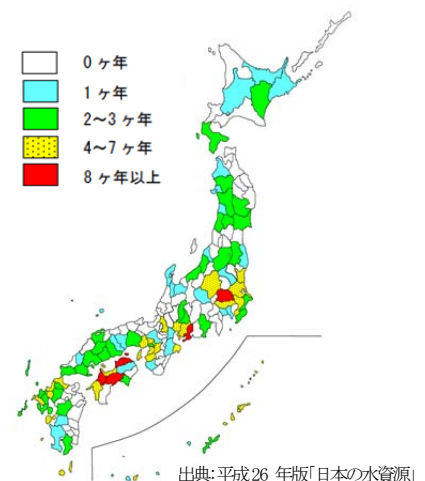 0 ヶ年
1 ヶ年
2～3 ヶ年
4～7 ヶ年
8 ヶ年以上
出典:平成26 年版「日本の水資源」